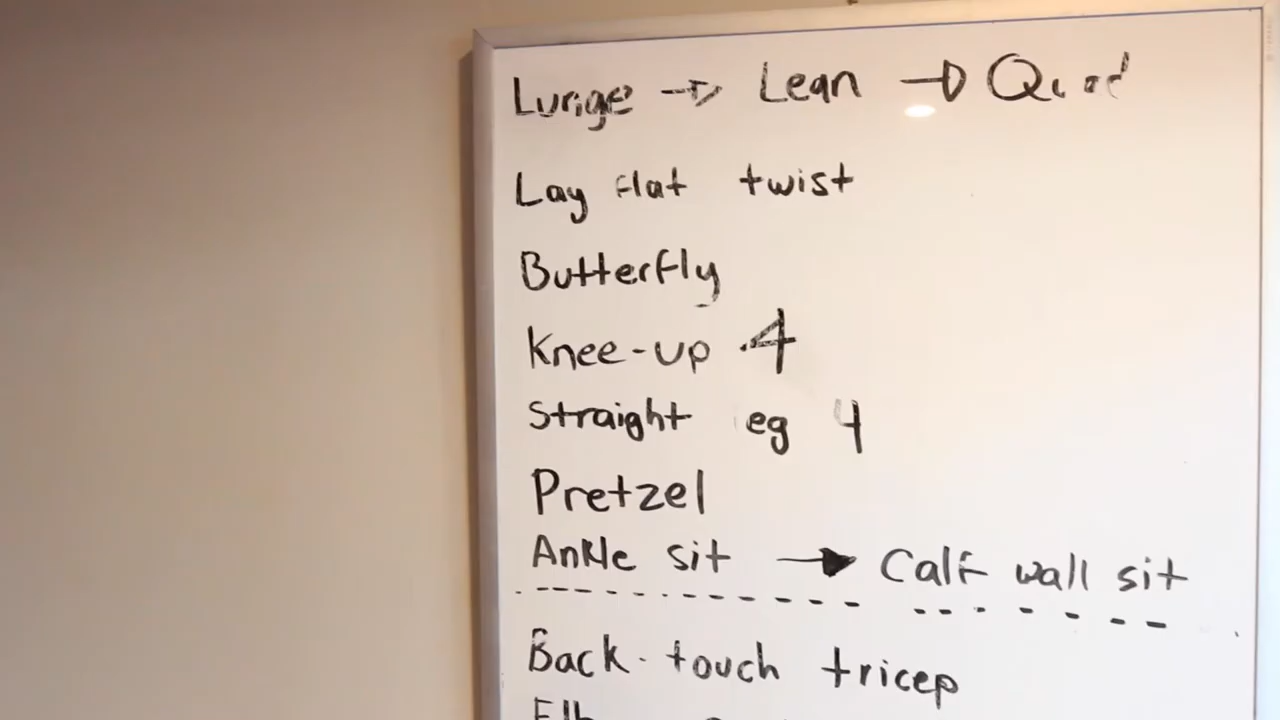 Lunge → Lean → Quad
Lay flat twist
Butterfly
Knee-up 4
Straight eg 4
Pretzel
Ankle sit → Calf wall sit
Back touch tricep